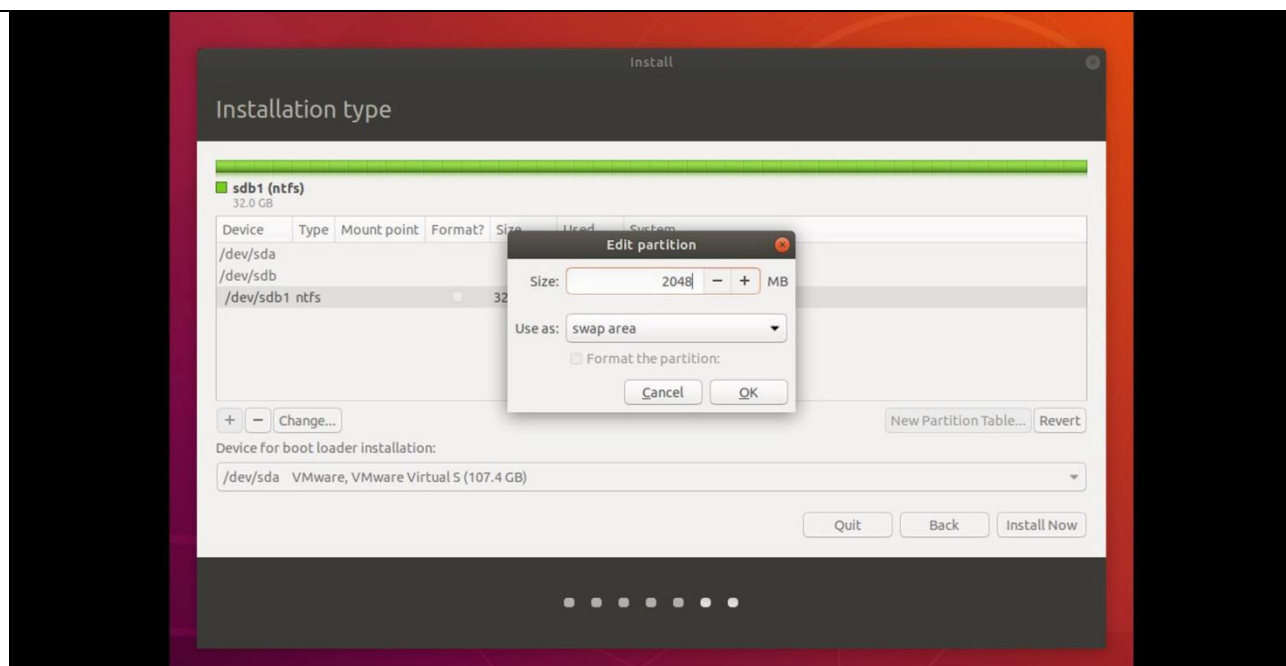 Install
Installation type
sdb1 (ntfs)
32.0 GB
Device Type Mount point Format? Size Used System
/dev/sda
/dev/sdb
/dev/sdb1 ntfs 32
Edit partition
Size: 2048 − + MB
Use as: swap area
Format the partition:
Cancel OK
+ − Change... New Partition Table... Revert
Device for boot loader installation:
/dev/sda VMware, VMware Virtual S (107.4 GB)
Quit Back Install Now